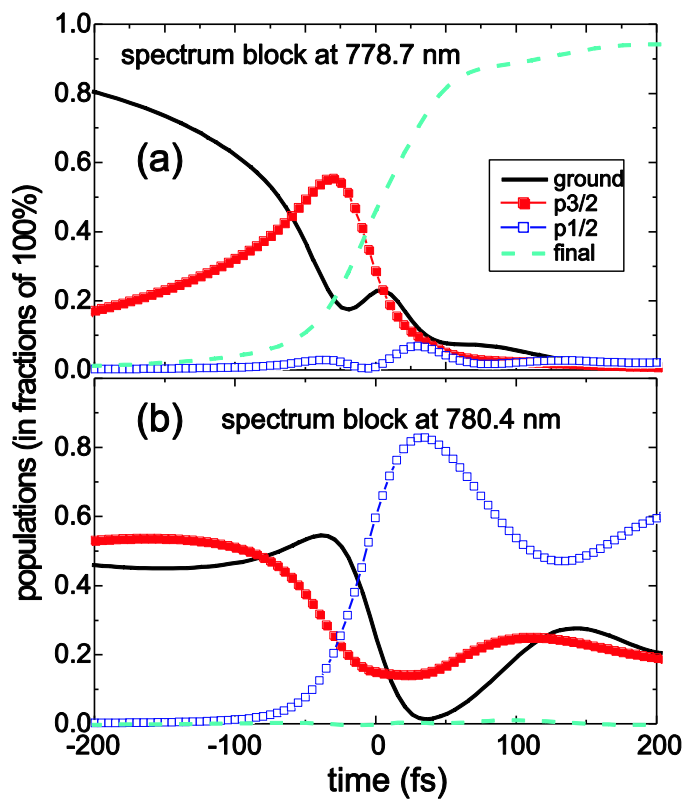 1.0
spectrum block at 778.7 nm
0.8
(a)
0.6
ground
p3/2
0.4
p1/2
final
0.2
0.0
populations (in fractions of 100%)
(b)
spectrum block at 780.4 nm
0.8
0.6
0.4
0.2
0.0
-200 -100 0 100 200
time (fs)